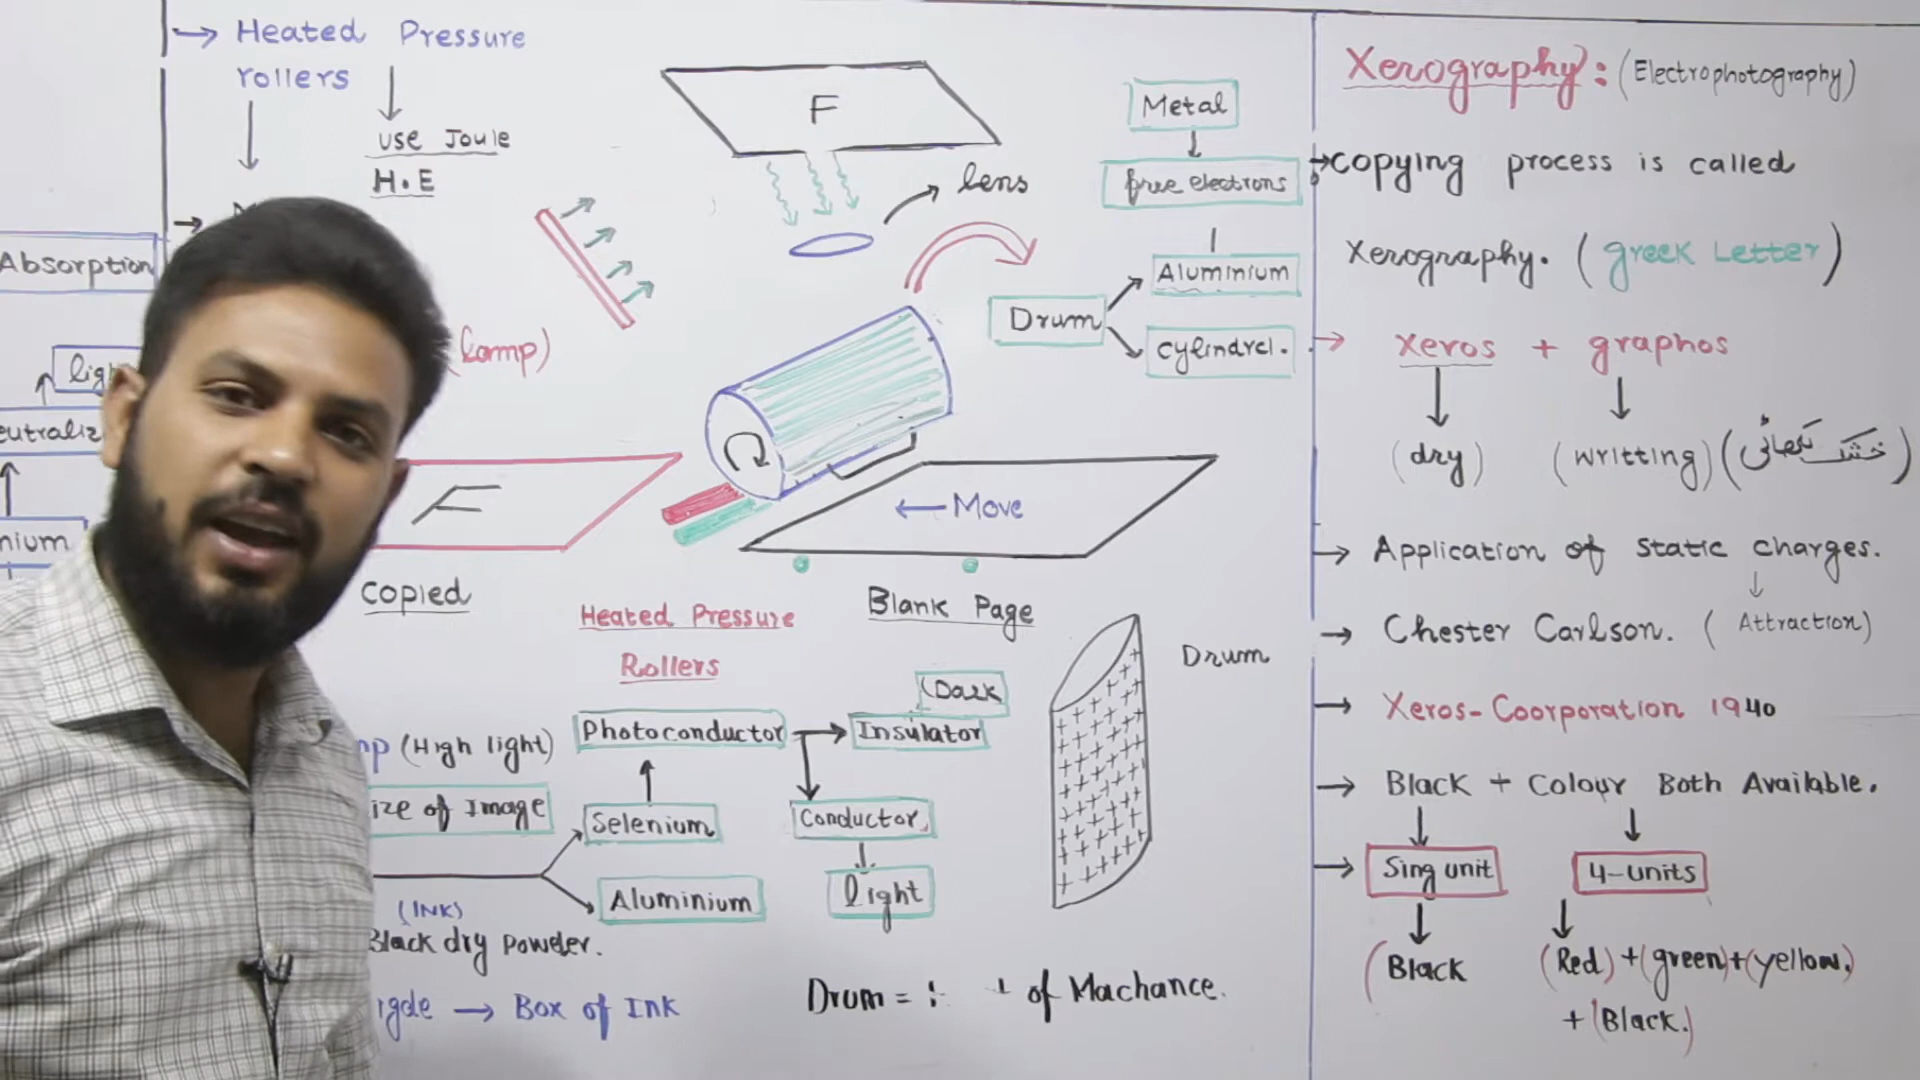 → Heated Pressure
rollers
use Joule
H.E
Absorption
(lamp)
F
lens
Metal
free electrons
Aluminium
Drum
cylindrcl.
F
← Move
copied
Heated Pressure
Rollers
Blank Page
Drum
(High light)
ize of Image
Photoconductor
(Dark
Insulator
Selenium
Conductor
Aluminium
light
(INK)
Black dry powder.
→ Box of Ink
Drum = of Machance.
Xerography: (Electrophotography)
→ copying process is called
Xerography. (greek Letter)
→ xeros + graphos
(dry) (writting) (خشک لکھائی)
→ Application of static charges.
→ Chester Carlson. (Attraction)
→ Xeros-Coorporation 1940
→ Black + Colour Both Available.
→ Sing unit 4-units
(Black (Red) + (green) + (yellow.)
+ (Black.)